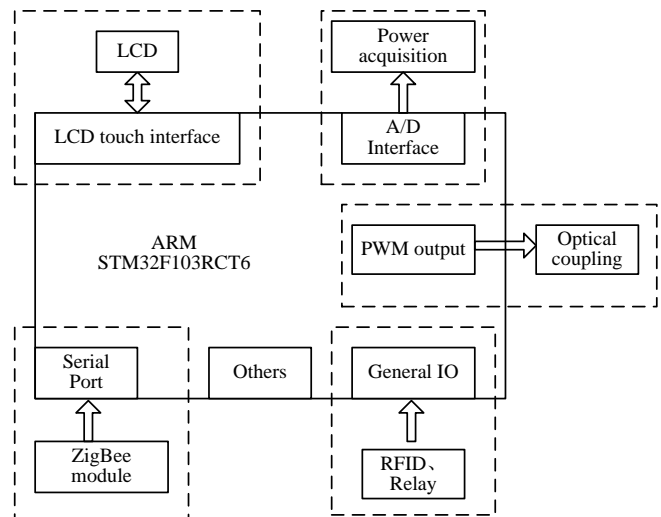 LCD
Power
acquisition
LCD touch interface
A/D
Interface
ARM
STM32F103RCT6
PWM output
Optical
coupling
Serial
Port
Others
General IO
ZigBee
module
RFID、
Relay